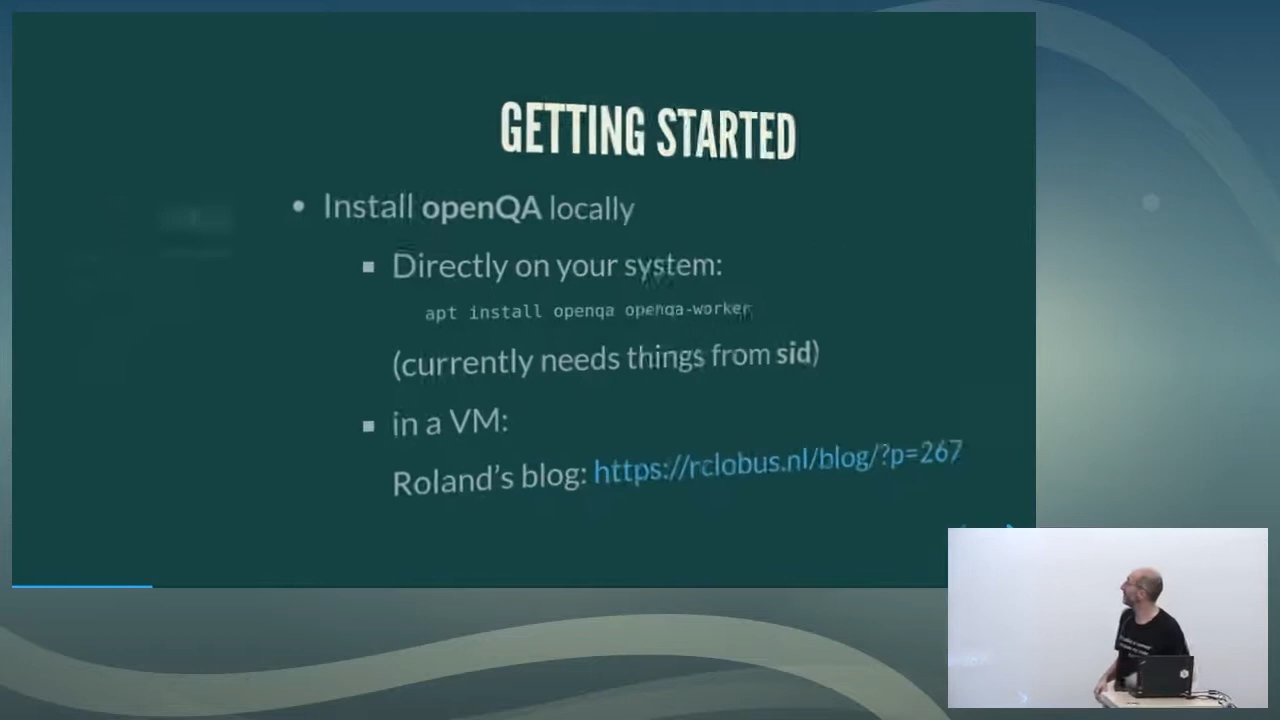 GETTING STARTED
Install openQA locally
Directly on your system:
apt install openqa openqa-worker
(currently needs things from sid)
in a VM:
Roland's blog: https://rclobus.nl/blog/?p=267